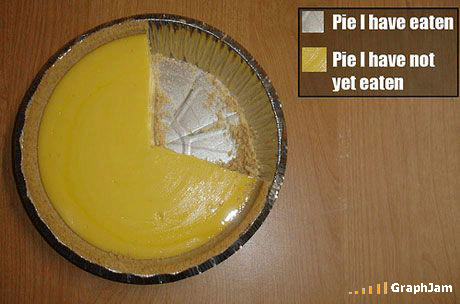 Pie I have eaten
Pie I have not
yet eaten
GraphJam